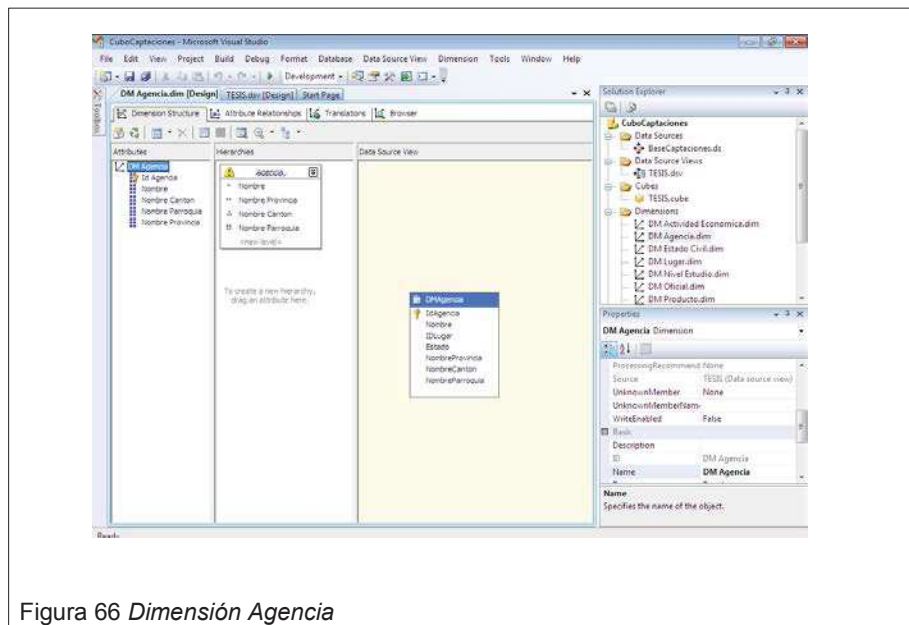 CuboCaptaciones - Microsoft Visual Studio
File Edit View Project Build Debug Format Database Data Source View Dimension Tools Window Help
Development
DM Agencia.dim [Design] TESIS.dsv [Design] Start Page
Toolbox
Dimension Structure Attribute Relationships Translations Browser
Attributes
DM Agencia
Id Agencia
Nombre
Nombre Canton
Nombre Parroquia
Nombre Provincia
Hierarchies
Agencia.
Nombre
Nombre Provincia
Nombre Canton
Nombre Parroquia
<new level>
To create a new hierarchy,
drag an attribute here.
Data Source View
DMAgencia
IdAgencia
Nombre
IDLugar
Estado
NombreProvincia
NombreCanton
NombreParroquia
Solution Explorer
CuboCaptaciones
Data Sources
BaseCaptaciones.ds
Data Source Views
TESIS.dsv
Cubes
TESIS.cube
Dimensions
DM Actividad Economica.dim
DM Agencia.dim
DM Estado Civil.dim
DM Lugar.dim
DM Nivel Estudio.dim
DM Oficial.dim
DM Producto.dim
Properties
DM Agencia Dimension
ProcessingRecommend None
Source TESIS (Data source view)
UnknownMember None
UnknownMemberNam
WriteEnabled False
Basic
Description
ID DM Agencia
Name DM Agencia
Name
Specifies the name of the object.
Ready
Figura 66 Dimensión Agencia